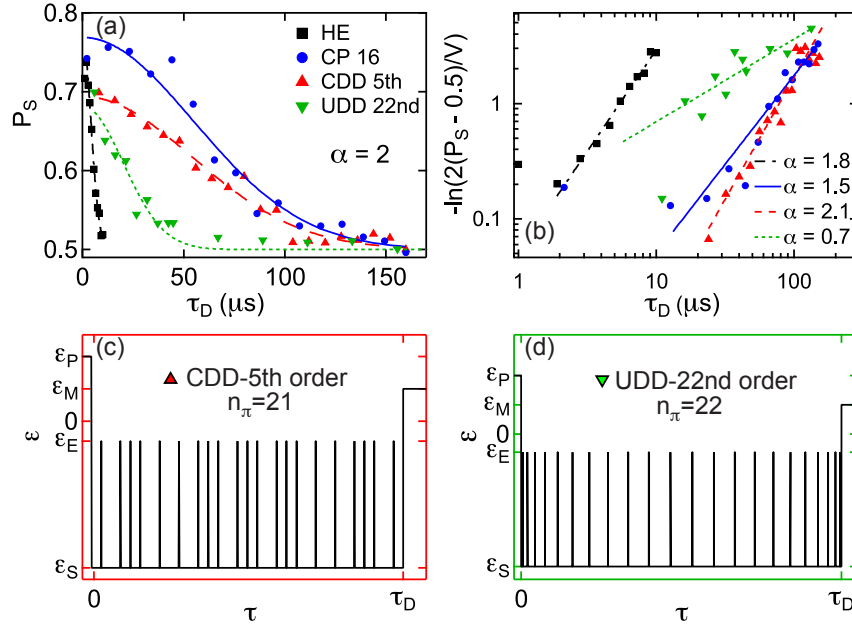 (a)
HE
CP 16
CDD 5th
UDD 22nd
α = 2
P_S
0.8
0.7
0.6
0.5
0
50
100
150
τ_D (μs)
-ln(2(P_S - 0.5)/V)
1
0.1
(b)
α = 1.8
α = 1.5
α = 2.1
α = 0.7
1
10
100
τ_D (μs)
(c)
CDD-5th order
n_π=21
ε_P
ε_M
0
ε_E
ε_S
ε
0
τ
τ_D
(d)
UDD-22nd order
n_π=22
ε_P
ε_M
0
ε_E
ε_S
ε
0
τ
τ_D